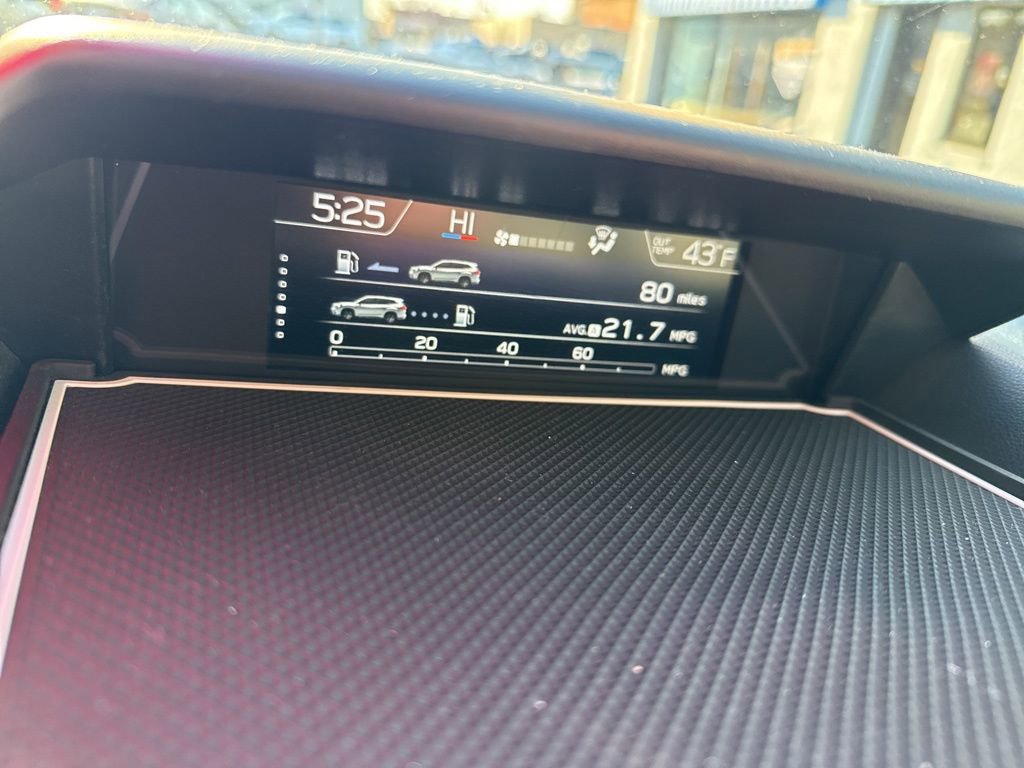 5:25 HI OUT TEMP 43°F
80 miles
AVG. A 21.7 MPG
0 20 40 60 MPG